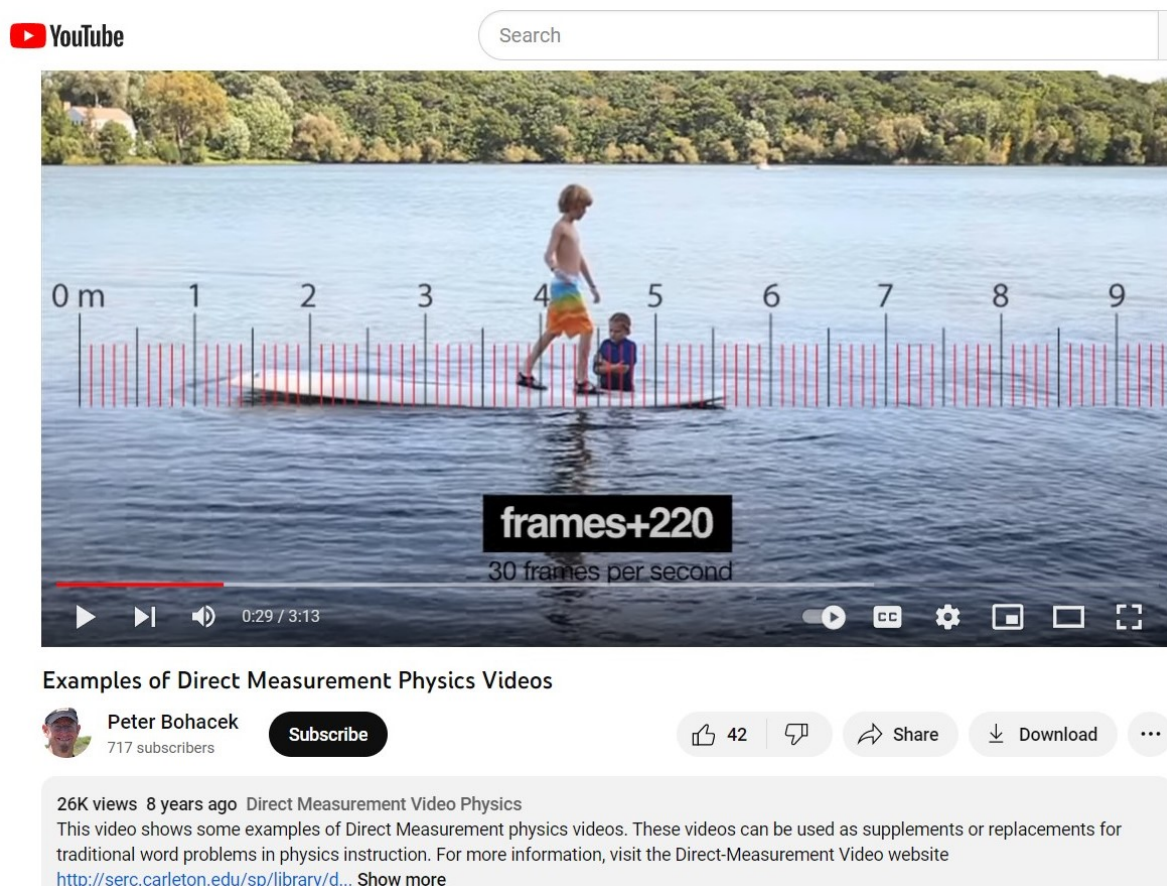 YouTube
Search
0 m 1 2 3 4 5 6 7 8 9
frames+220
30 frames per second
0:29 / 3:13
CC
Examples of Direct Measurement Physics Videos
Peter Bohacek
717 subscribers
Subscribe
42
Share
Download
26K views 8 years ago Direct Measurement Video Physics
This video shows some examples of Direct Measurement physics videos. These videos can be used as supplements or replacements for
traditional word problems in physics instruction. For more information, visit the Direct-Measurement Video website
http://serc.carleton.edu/sp/library/d... Show more